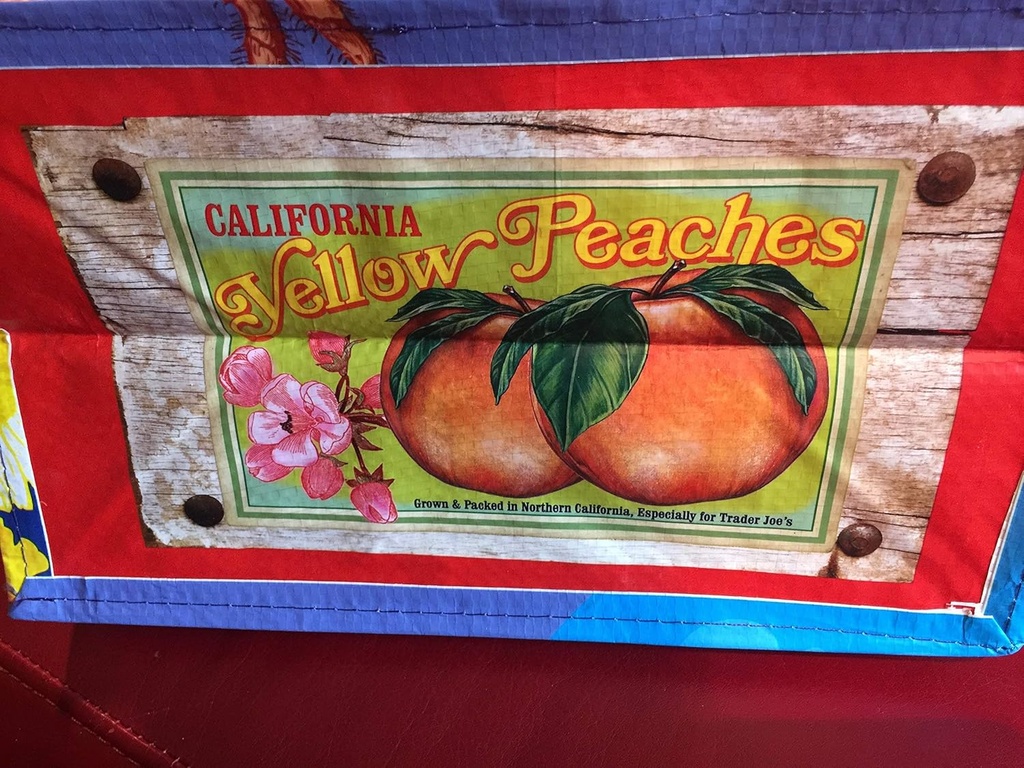 CALIFORNIA
Yellow Peaches
Grown & Packed in Northern California, Especially for Trader Joe's